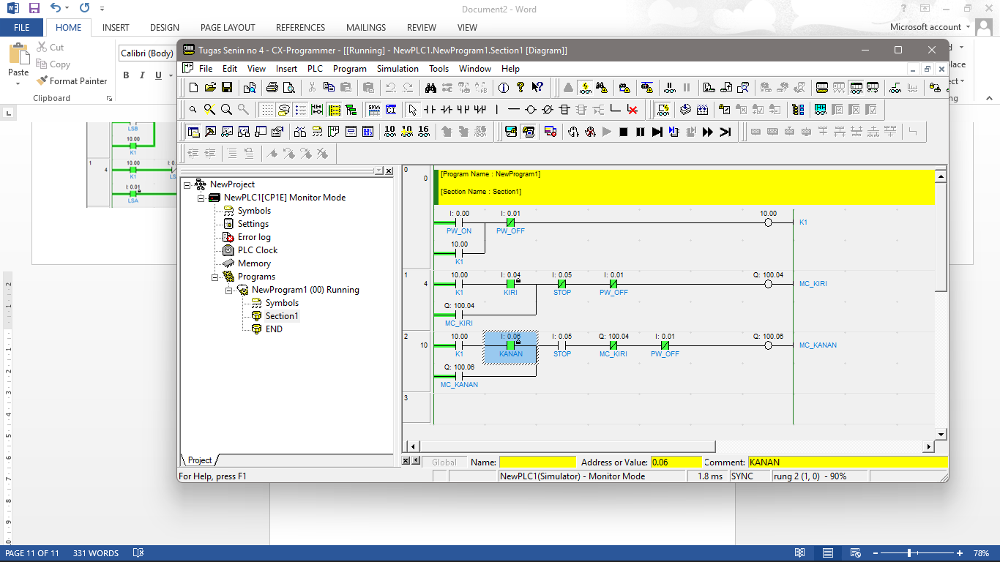 Document2 - Word
FILE HOME INSERT DESIGN PAGE LAYOUT REFERENCES MAILINGS REVIEW VIEW
Microsoft account
Paste
Cut
Copy
Format Painter
Clipboard
Calibri (Body)
B I U
Tugas Senin no 4 - CX-Programmer - [[Running] - NewPLC1.NewProgram1.Section1 [Diagram]]
File Edit View Insert PLC Program Simulation Tools Window Help
10 10 16
LSB
10.00
K1
1
4
10.00
K1
I: 0.01
LSA
NewProject
NewPLC1[CP1E] Monitor Mode
Symbols
Settings
Error log
PLC Clock
Memory
Programs
NewProgram1 (00) Running
Symbols
Section1
END
Project
0
0
[Program Name : NewProgram1]
[Section Name : Section1]
I: 0.00 I: 0.01 10.00
K1
PW_ON PW_OFF
10.00
K1
1
4
10.00 I: 0.04 I: 0.05 I: 0.01 Q: 100.04
MC_KIRI
K1 KIRI STOP PW_OFF
Q: 100.04
MC_KIRI
2
10
10.00 I: 0.06 I: 0.05 Q: 100.04 I: 0.01 Q: 100.06
MC_KANAN
K1 KANAN STOP MC_KIRI PW_OFF
Q: 100.06
MC_KANAN
3
Global Name: Address or Value: 0.06 Comment: KANAN
For Help, press F1 NewPLC1(Simulator) - Monitor Mode 1.8 ms SYNC rung 2 (1, 0) - 90%
PAGE 11 OF 11 331 WORDS 78%